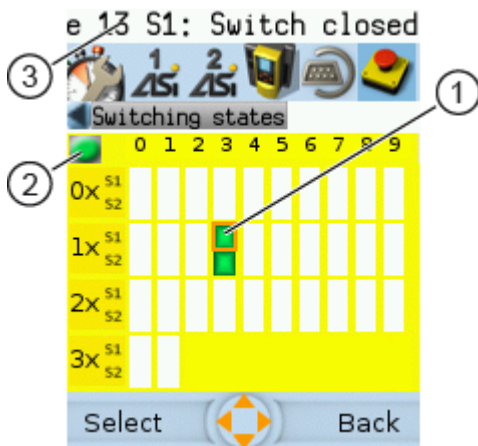 e 13 S1: Switch closed
3
1 ASi 2 ASi
1
Switching states
2
0 1 2 3 4 5 6 7 8 9
0x S1 S2
1x S1 S2
2x S1 S2
3x S1 S2
Select Back